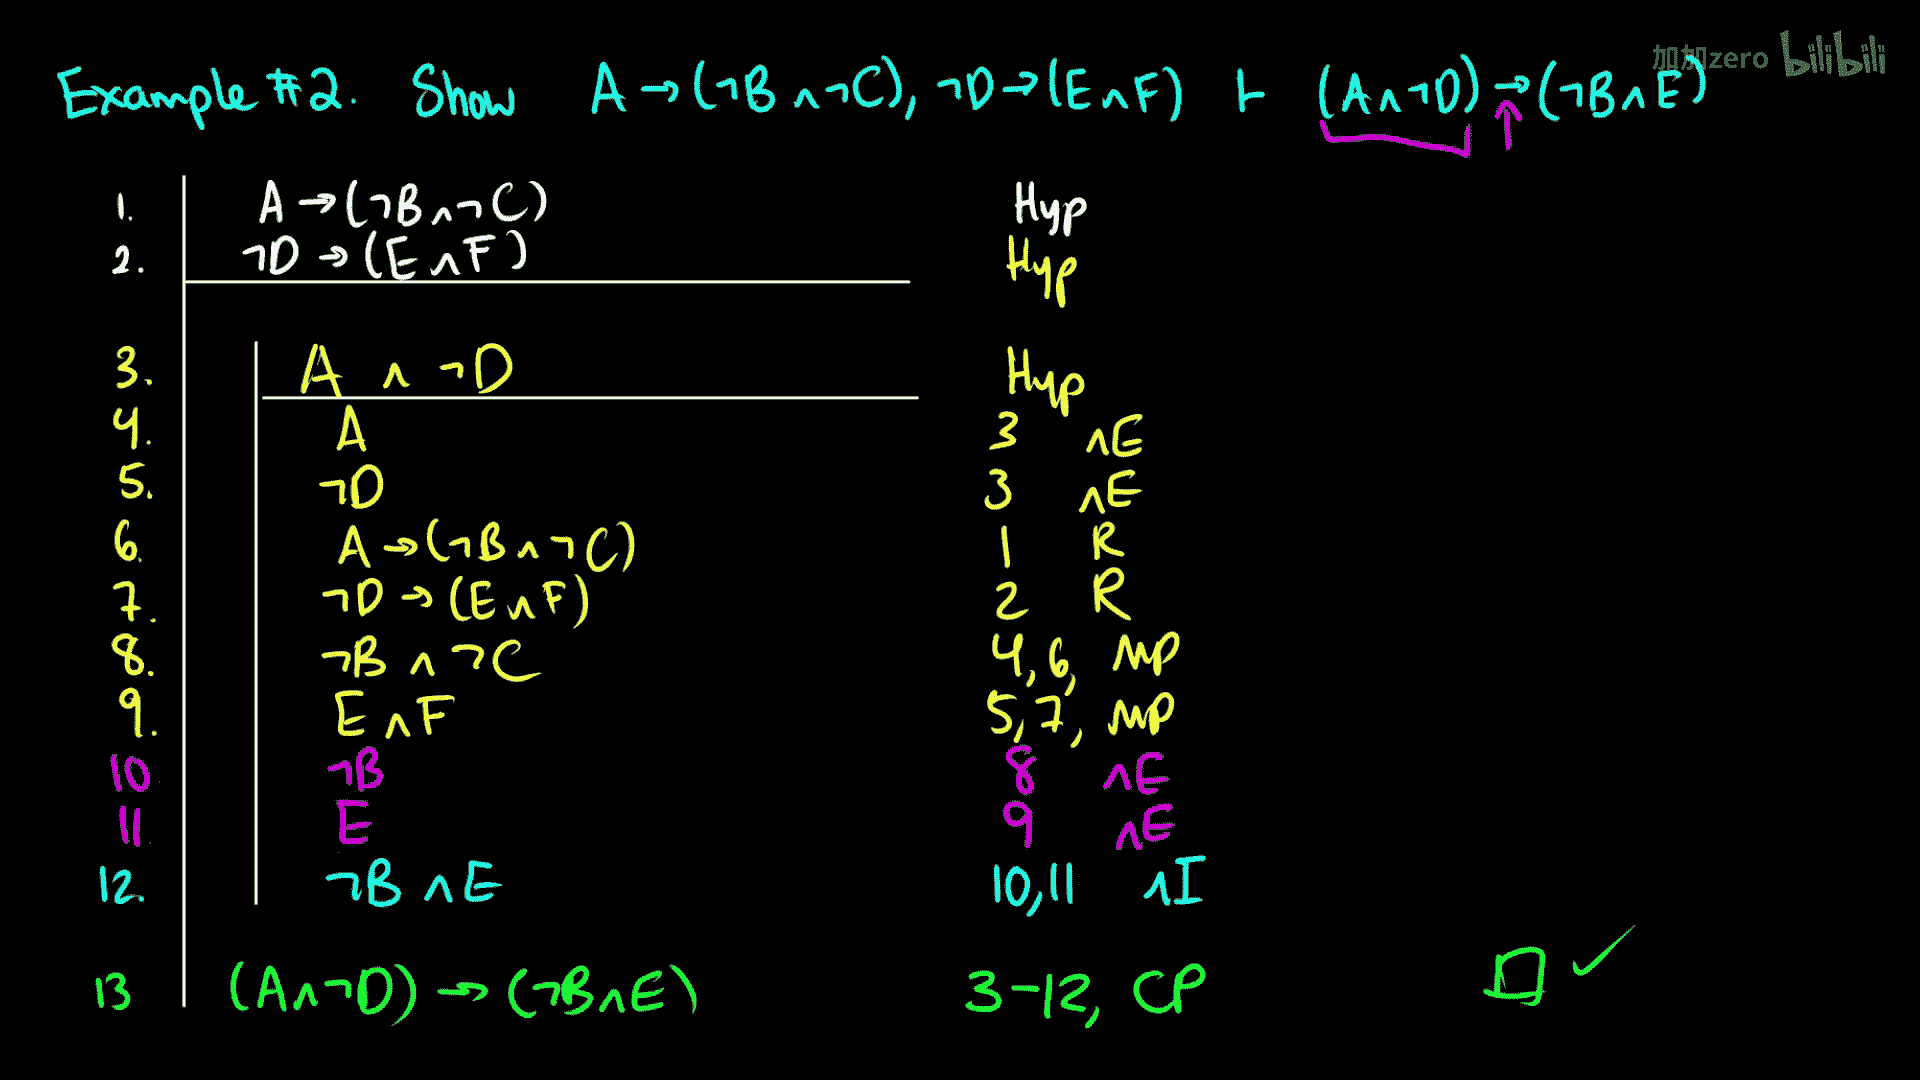 加加zero bilibili
Example #2. Show A → (¬B ∧ ¬C), ¬D → (E ∧ F) ⊢ (A ∧ ¬D) → (¬B ∧ E)
1. A → (¬B ∧ ¬C) Hyp
2. ¬D → (E ∧ F) Hyp
3. A ∧ ¬D Hyp
4. A 3 ∧E
5. ¬D 3 ∧E
6. A → (¬B ∧ ¬C) 1 R
7. ¬D → (E ∧ F) 2 R
8. ¬B ∧ ¬C 4,6, MP
9. E ∧ F 5,7, MP
10 ¬B 8 ∧E
11 E 9 ∧E
12. ¬B ∧ E 10,11 ∧I
13 (A ∧ ¬D) → (¬B ∧ E) 3-12, CP □ ✓